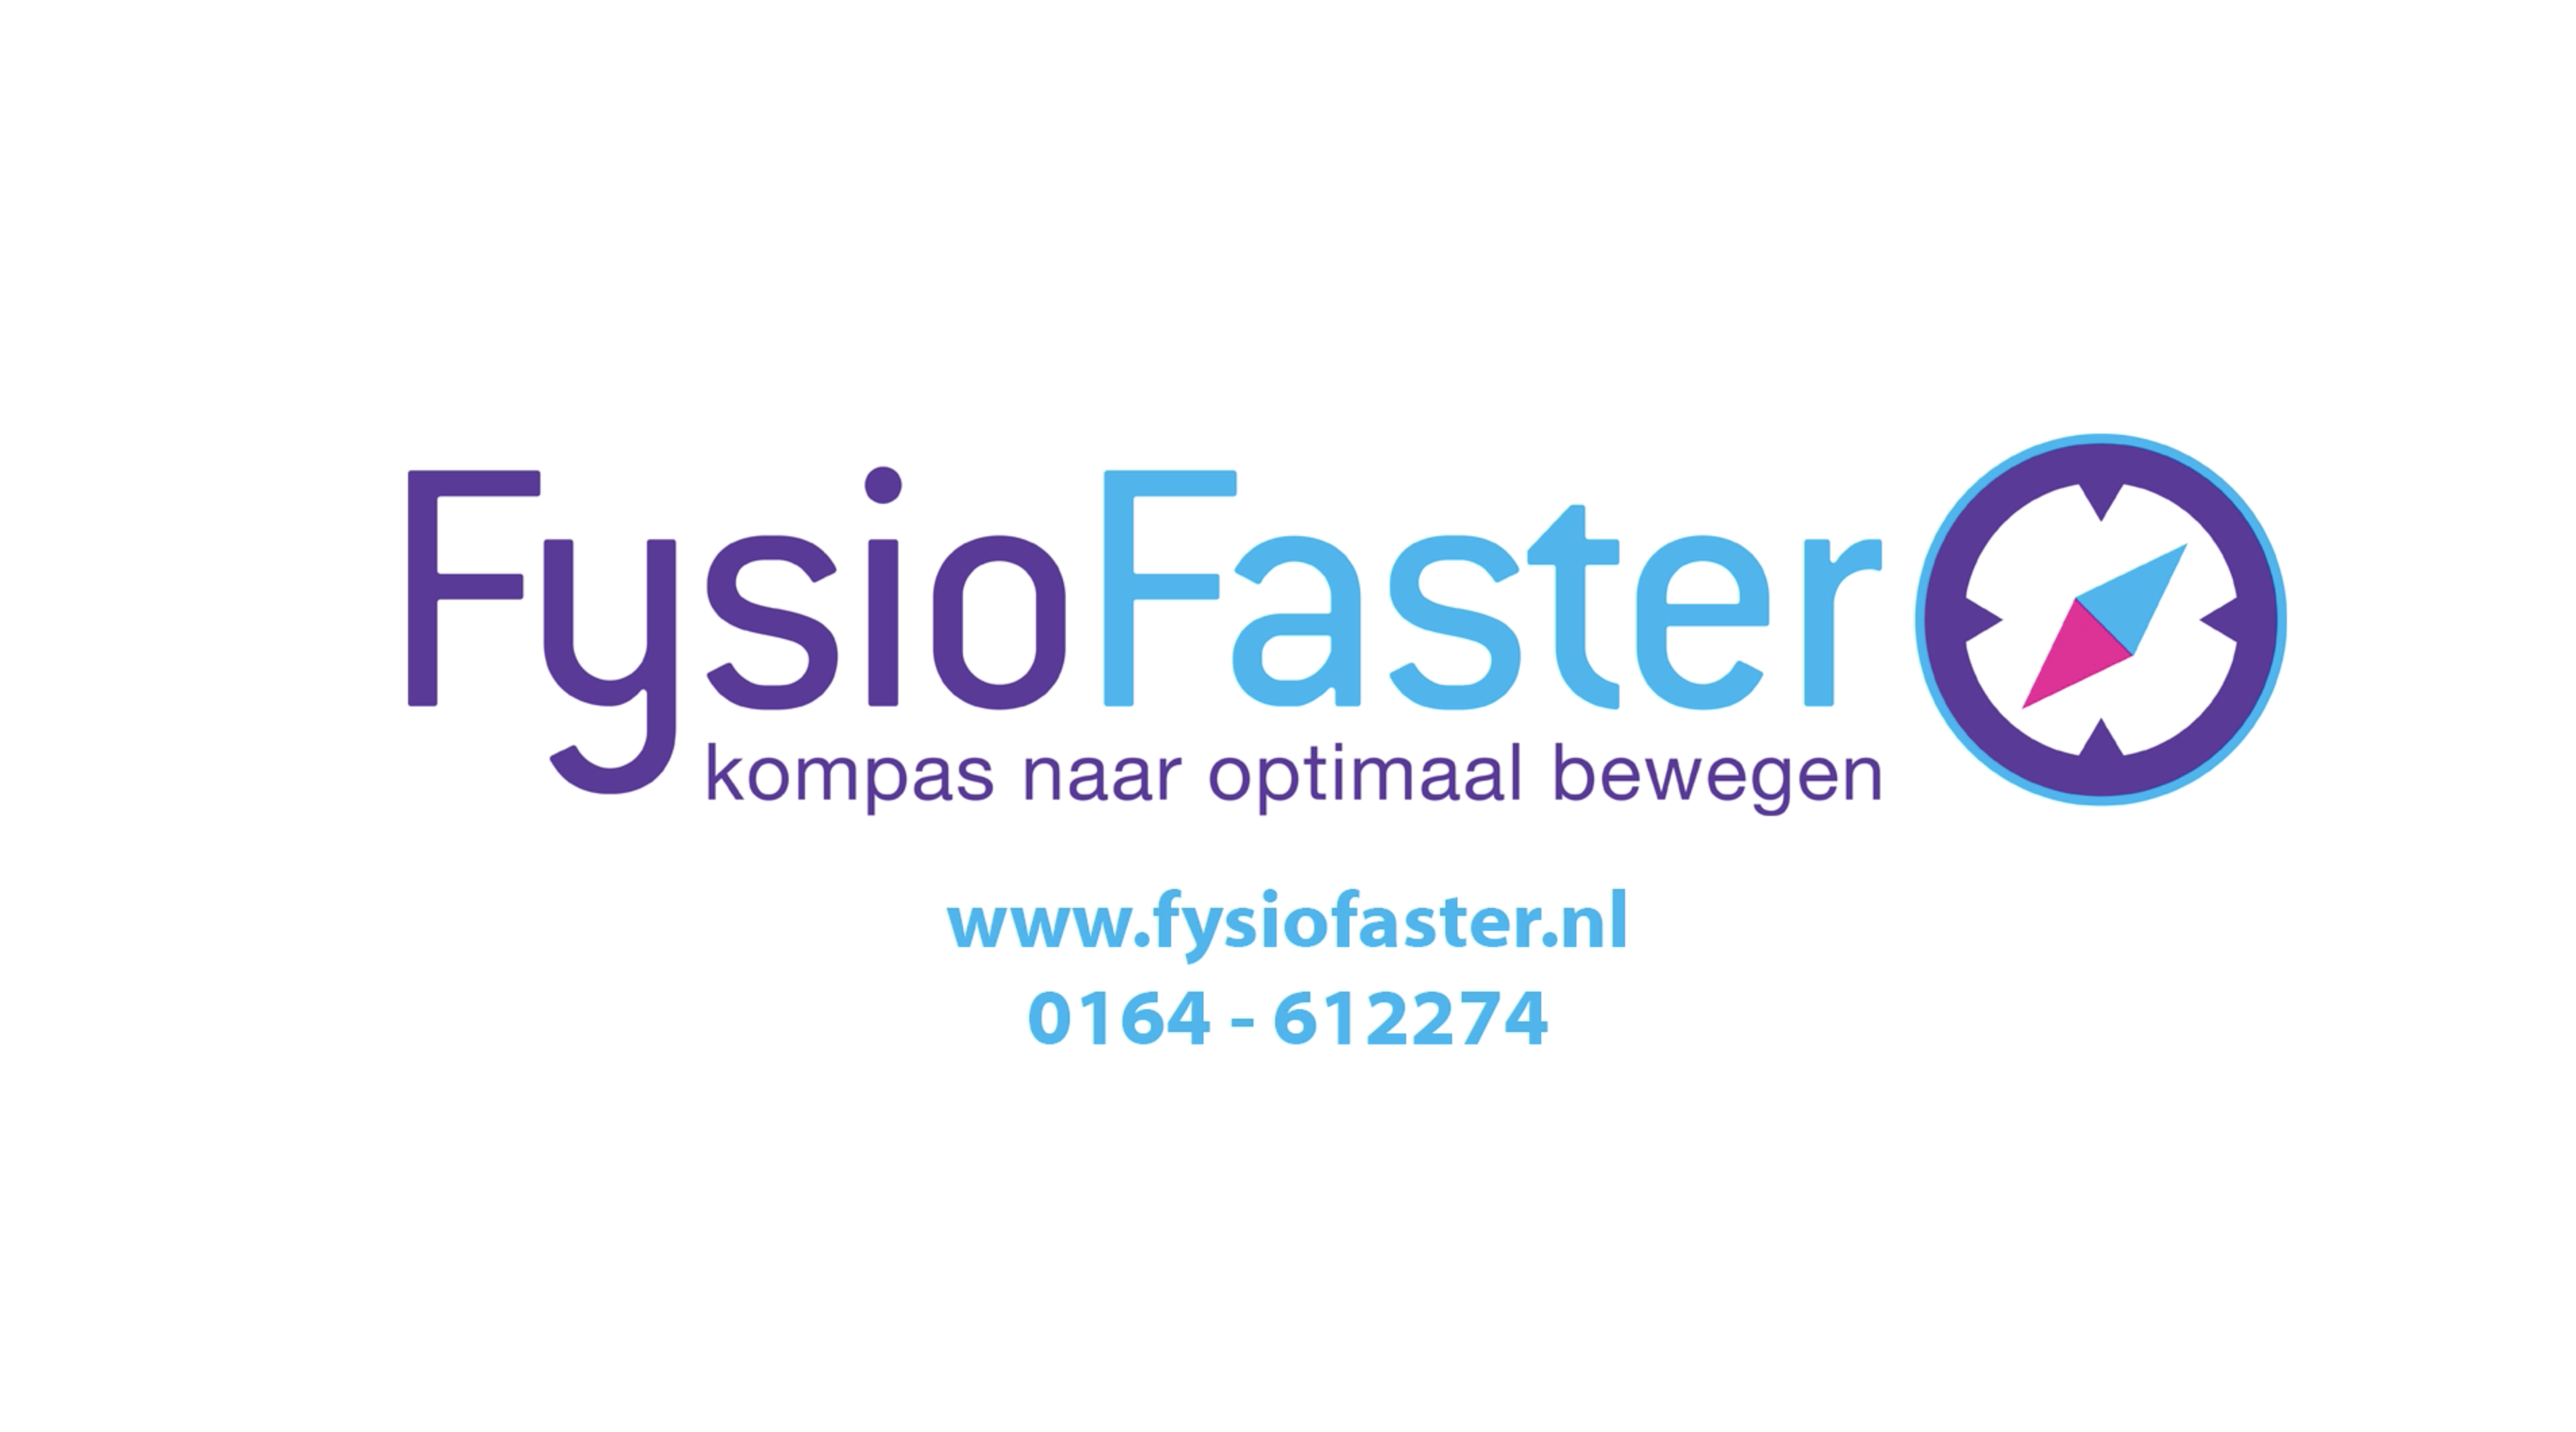 FysioFaster
kompas naar optimaal bewegen
www.fysiofaster.nl
0164 - 612274